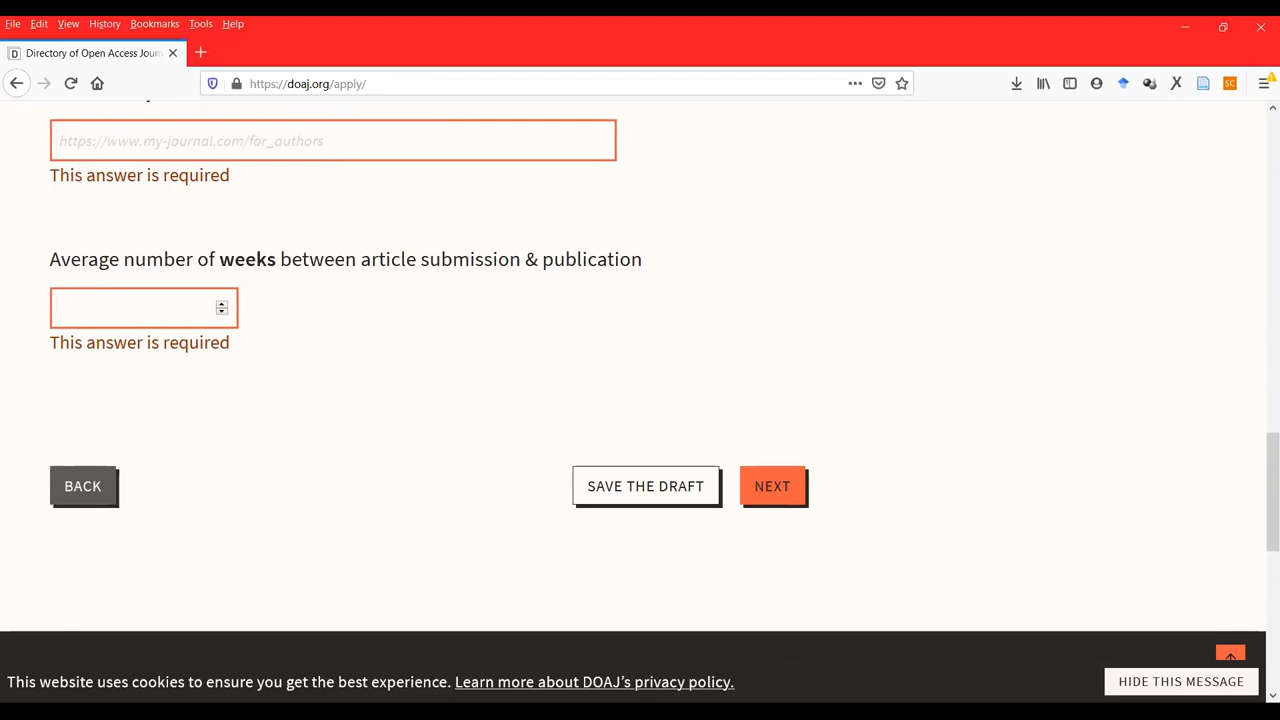 File Edit View History Bookmarks Tools Help
D Directory of Open Access Jour
https://doaj.org/apply/
SC
https://www.my-journal.com/for_authors
This answer is required
Average number of weeks between article submission & publication
This answer is required
BACK
SAVE THE DRAFT
NEXT
This website uses cookies to ensure you get the best experience. Learn more about DOAJ's privacy policy.
HIDE THIS MESSAGE